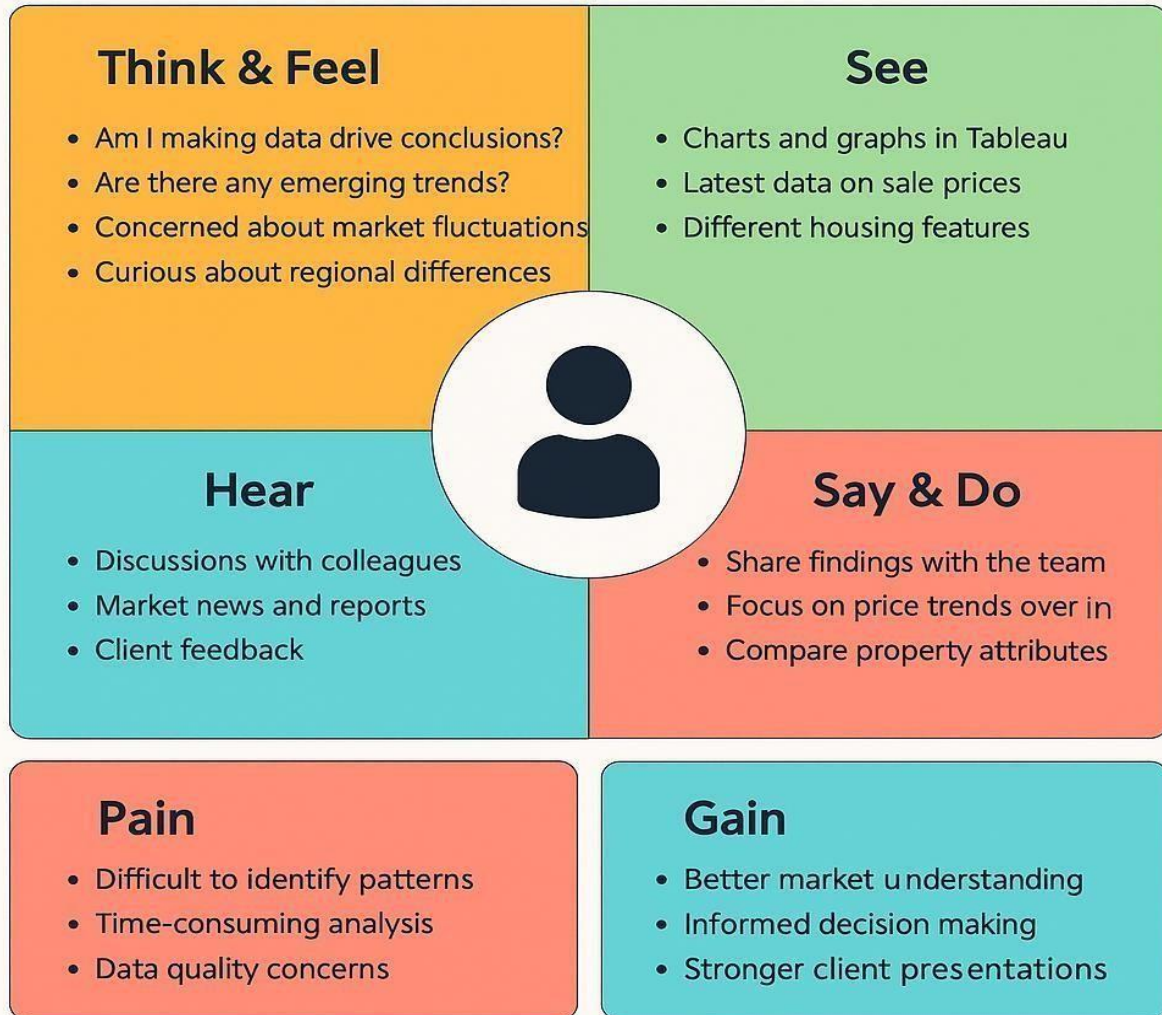 Think & Feel
• Am I making data drive conclusions?
• Are there any emerging trends?
• Concerned about market fluctuations
• Curious about regional differences
See
• Charts and graphs in Tableau
• Latest data on sale prices
• Different housing features
Hear
• Discussions with colleagues
• Market news and reports
• Client feedback
Say & Do
• Share findings with the team
• Focus on price trends over in
• Compare property attributes
Pain
• Difficult to identify patterns
• Time-consuming analysis
• Data quality concerns
Gain
• Better market understanding
• Informed decision making
• Stronger client presentations